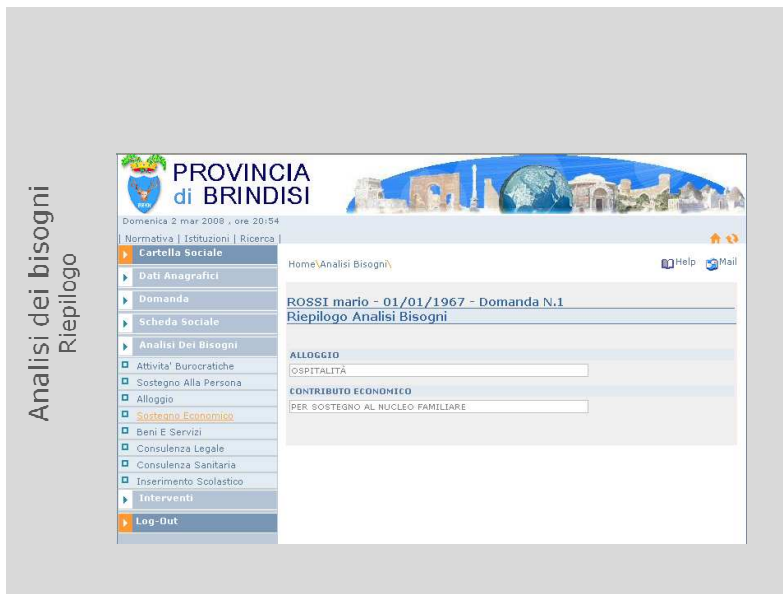 Analisi dei bisogni
Riepilogo
PROVINCIA
di BRINDISI
Domenica 2 mar 2008 , ore 20:54
| Normativa | Istituzioni | Ricerca |
Cartella Sociale
Dati Anagrafici
Domanda
Scheda Sociale
Analisi Dei Bisogni
Attivita' Burocratiche
Sostegno Alla Persona
Alloggio
Sostegno Economico
Beni E Servizi
Consulenza Legale
Consulenza Sanitaria
Inserimento Scolastico
Interventi
Log-Out
Home\Analisi Bisogni\
Help Mail
ROSSI mario - 01/01/1967 - Domanda N.1
Riepilogo Analisi Bisogni
ALLOGGIO
OSPITALITÀ
CONTRIBUTO ECONOMICO
PER SOSTEGNO AL NUCLEO FAMILIARE